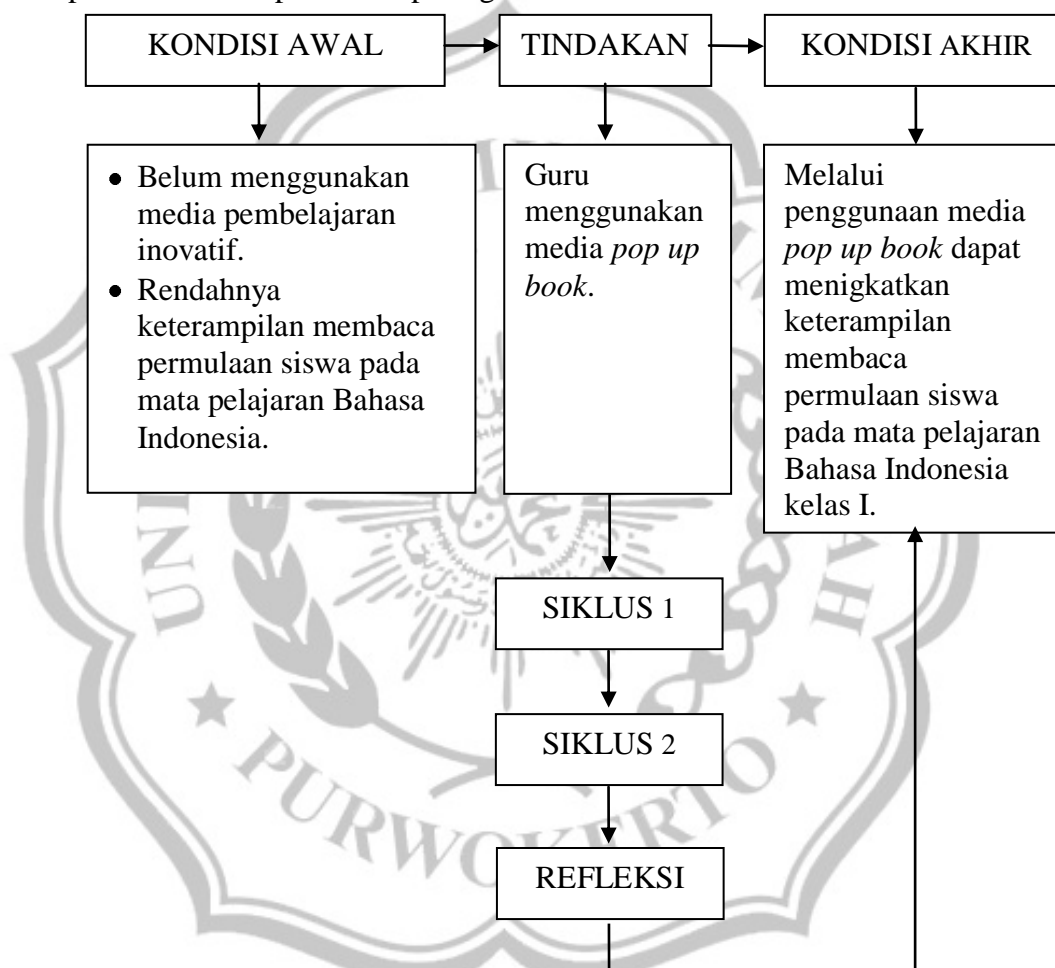 KONDISI AWAL
TINDAKAN
KONDISI AKHIR
• Belum menggunakan
media pembelajaran
inovatif.
• Rendahnya
keterampilan membaca
permulaan siswa pada
mata pelajaran Bahasa
Indonesia.
Guru
menggunakan
media pop up
book.
Melalui
penggunaan media
pop up book dapat
menigkatkan
keterampilan
membaca
permulaan siswa
pada mata pelajaran
Bahasa Indonesia
kelas I.
SIKLUS 1
SIKLUS 2
REFLEKSI
PURWOKERTO